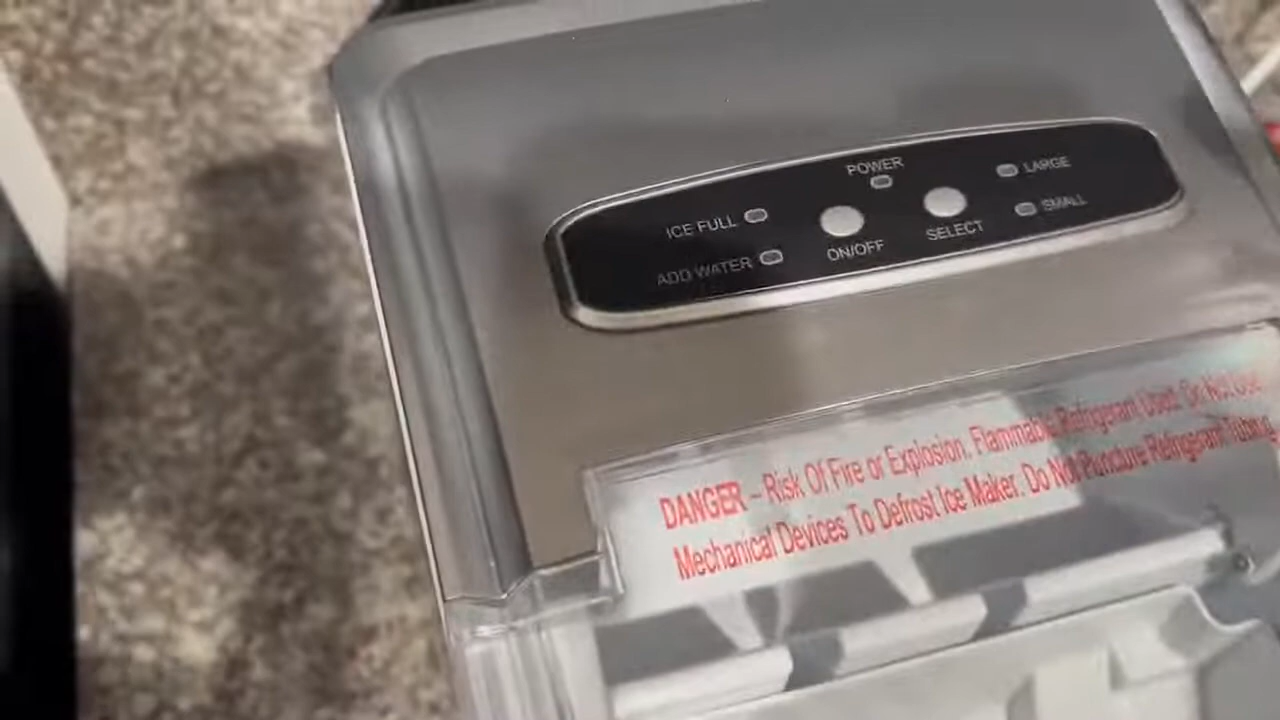 POWER
LARGE
ICE FULL
SMALL
ON/OFF
SELECT
ADD WATER
DANGER – Risk Of Fire or Explosion. Flammable Refrigerant Used. Do Not Use
Mechanical Devices To Defrost Ice Maker. Do Not Puncture Refrigerant Tubing.